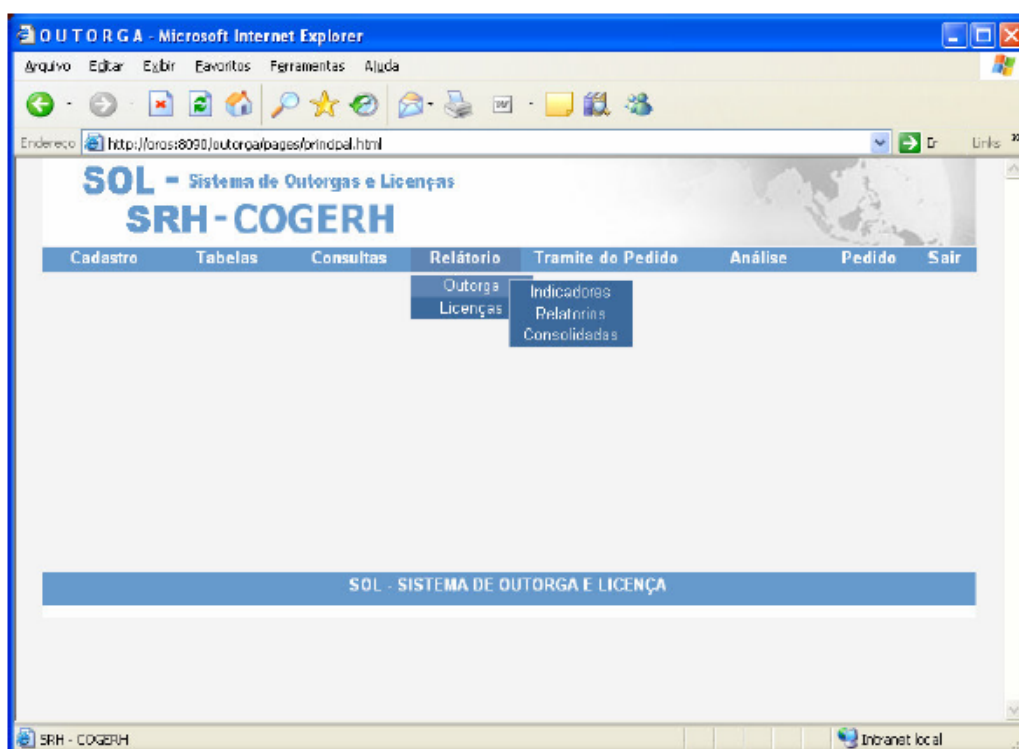 O U T O R G A - Microsoft Internet Explorer
Arquivo Editar Exibir Favoritos Ferramentas Ajuda
Endereço http://oros:8090/outorga/pages/principal.html Ir Links »
SOL - Sistema de Outorgas e Licenças
SRH - COGERH
Cadastro Tabelas Consultas Relátorio Tramite do Pedido Análise Pedido Sair
Outorga Indicadores
Licenças Relatorios
Consolidadas
SOL - SISTEMA DE OUTORGA E LICENÇA
SRH - COGERH Intranet local